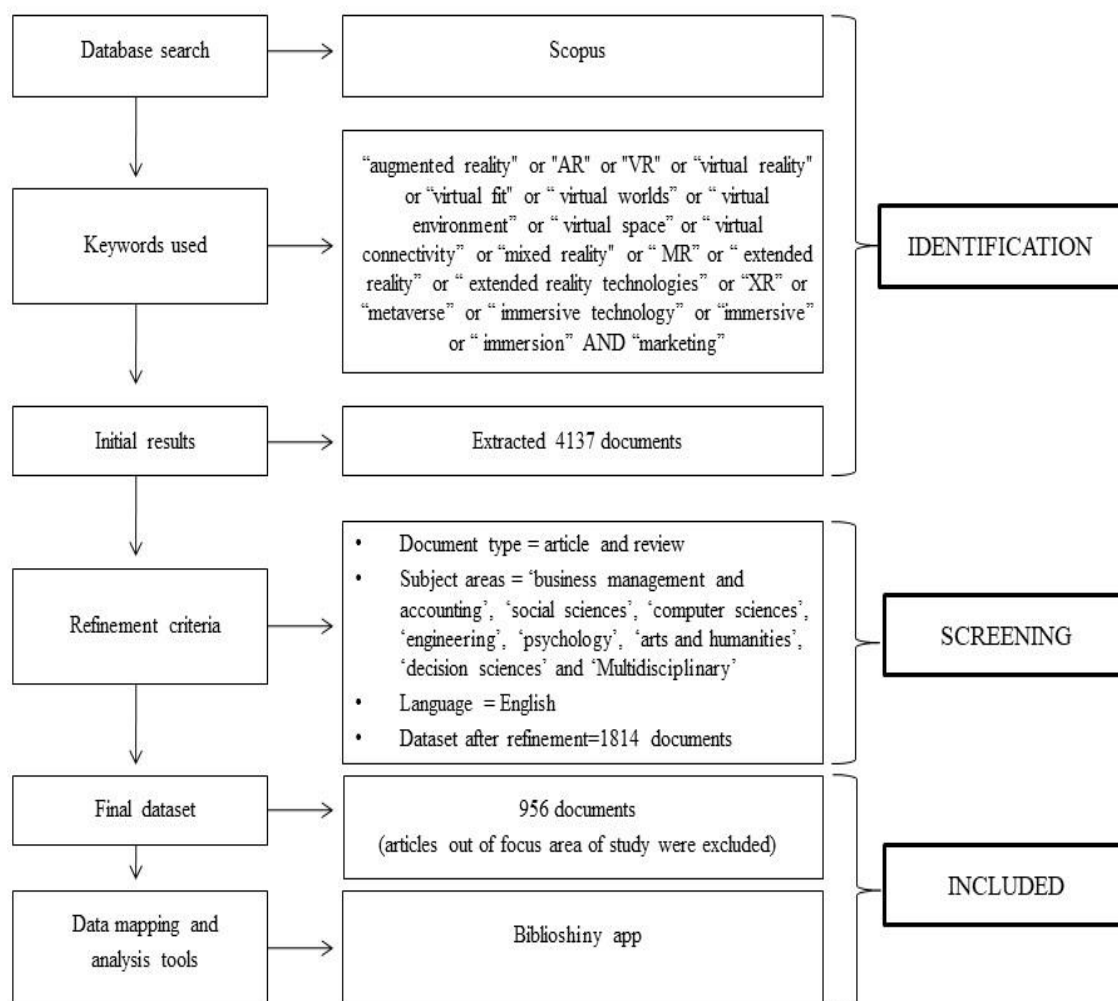 Database search
Scopus
Keywords used
“augmented reality" or "AR" or "VR" or “virtual reality"
or “virtual fit" or “ virtual worlds” or “ virtual
environment” or “ virtual space” or “ virtual
connectivity” or “mixed reality" or “ MR” or “ extended
reality” or “ extended reality technologies” or “XR” or
“metaverse” or “ immersive technology” or “immersive”
or “ immersion” AND “marketing”
IDENTIFICATION
Initial results
Extracted 4137 documents
Refinement criteria
• Document type = article and review
• Subject areas = ‘business management and
accounting’, ‘social sciences’, ‘computer sciences’,
‘engineering’, ‘psychology’, ‘arts and humanities’,
‘decision sciences’ and ‘Multidisciplinary’
• Language = English
• Dataset after refinement=1814 documents
SCREENING
Final dataset
956 documents
(articles out of focus area of study were excluded)
INCLUDED
Data mapping and
analysis tools
Biblioshiny app